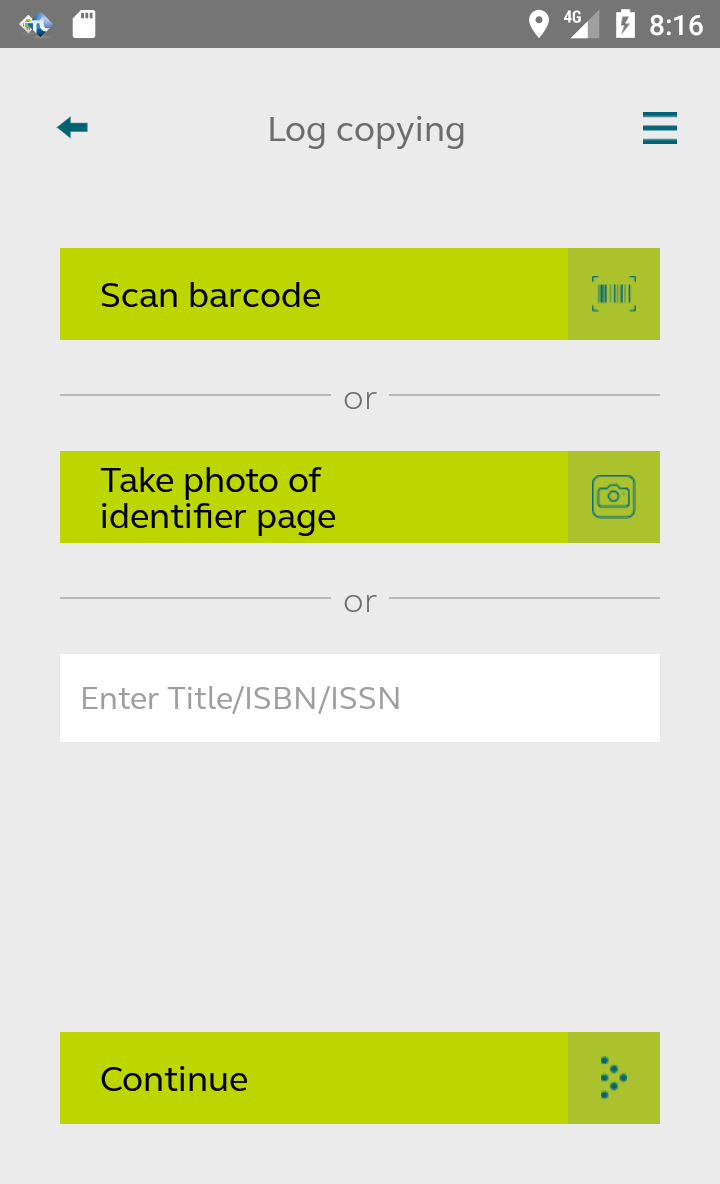 4G 8:16
Log copying
Scan barcode
or
Take photo of
identifier page
or
Enter Title/ISBN/ISSN
Continue